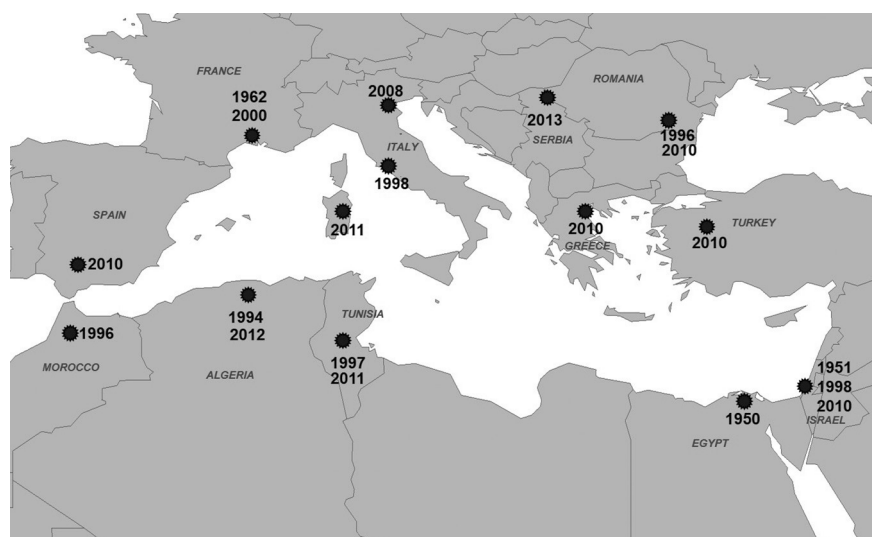 FRANCE
1962
2000
2008
ITALY
1998
2011
ROMANIA
2013
SERBIA
1996
2010
SPAIN
2010
2010
GREECE
TURKEY
2010
1996
MOROCCO
1994
2012
ALGERIA
TUNISIA
1997
2011
1950
EGYPT
1951
1998
2010
ISRAEL